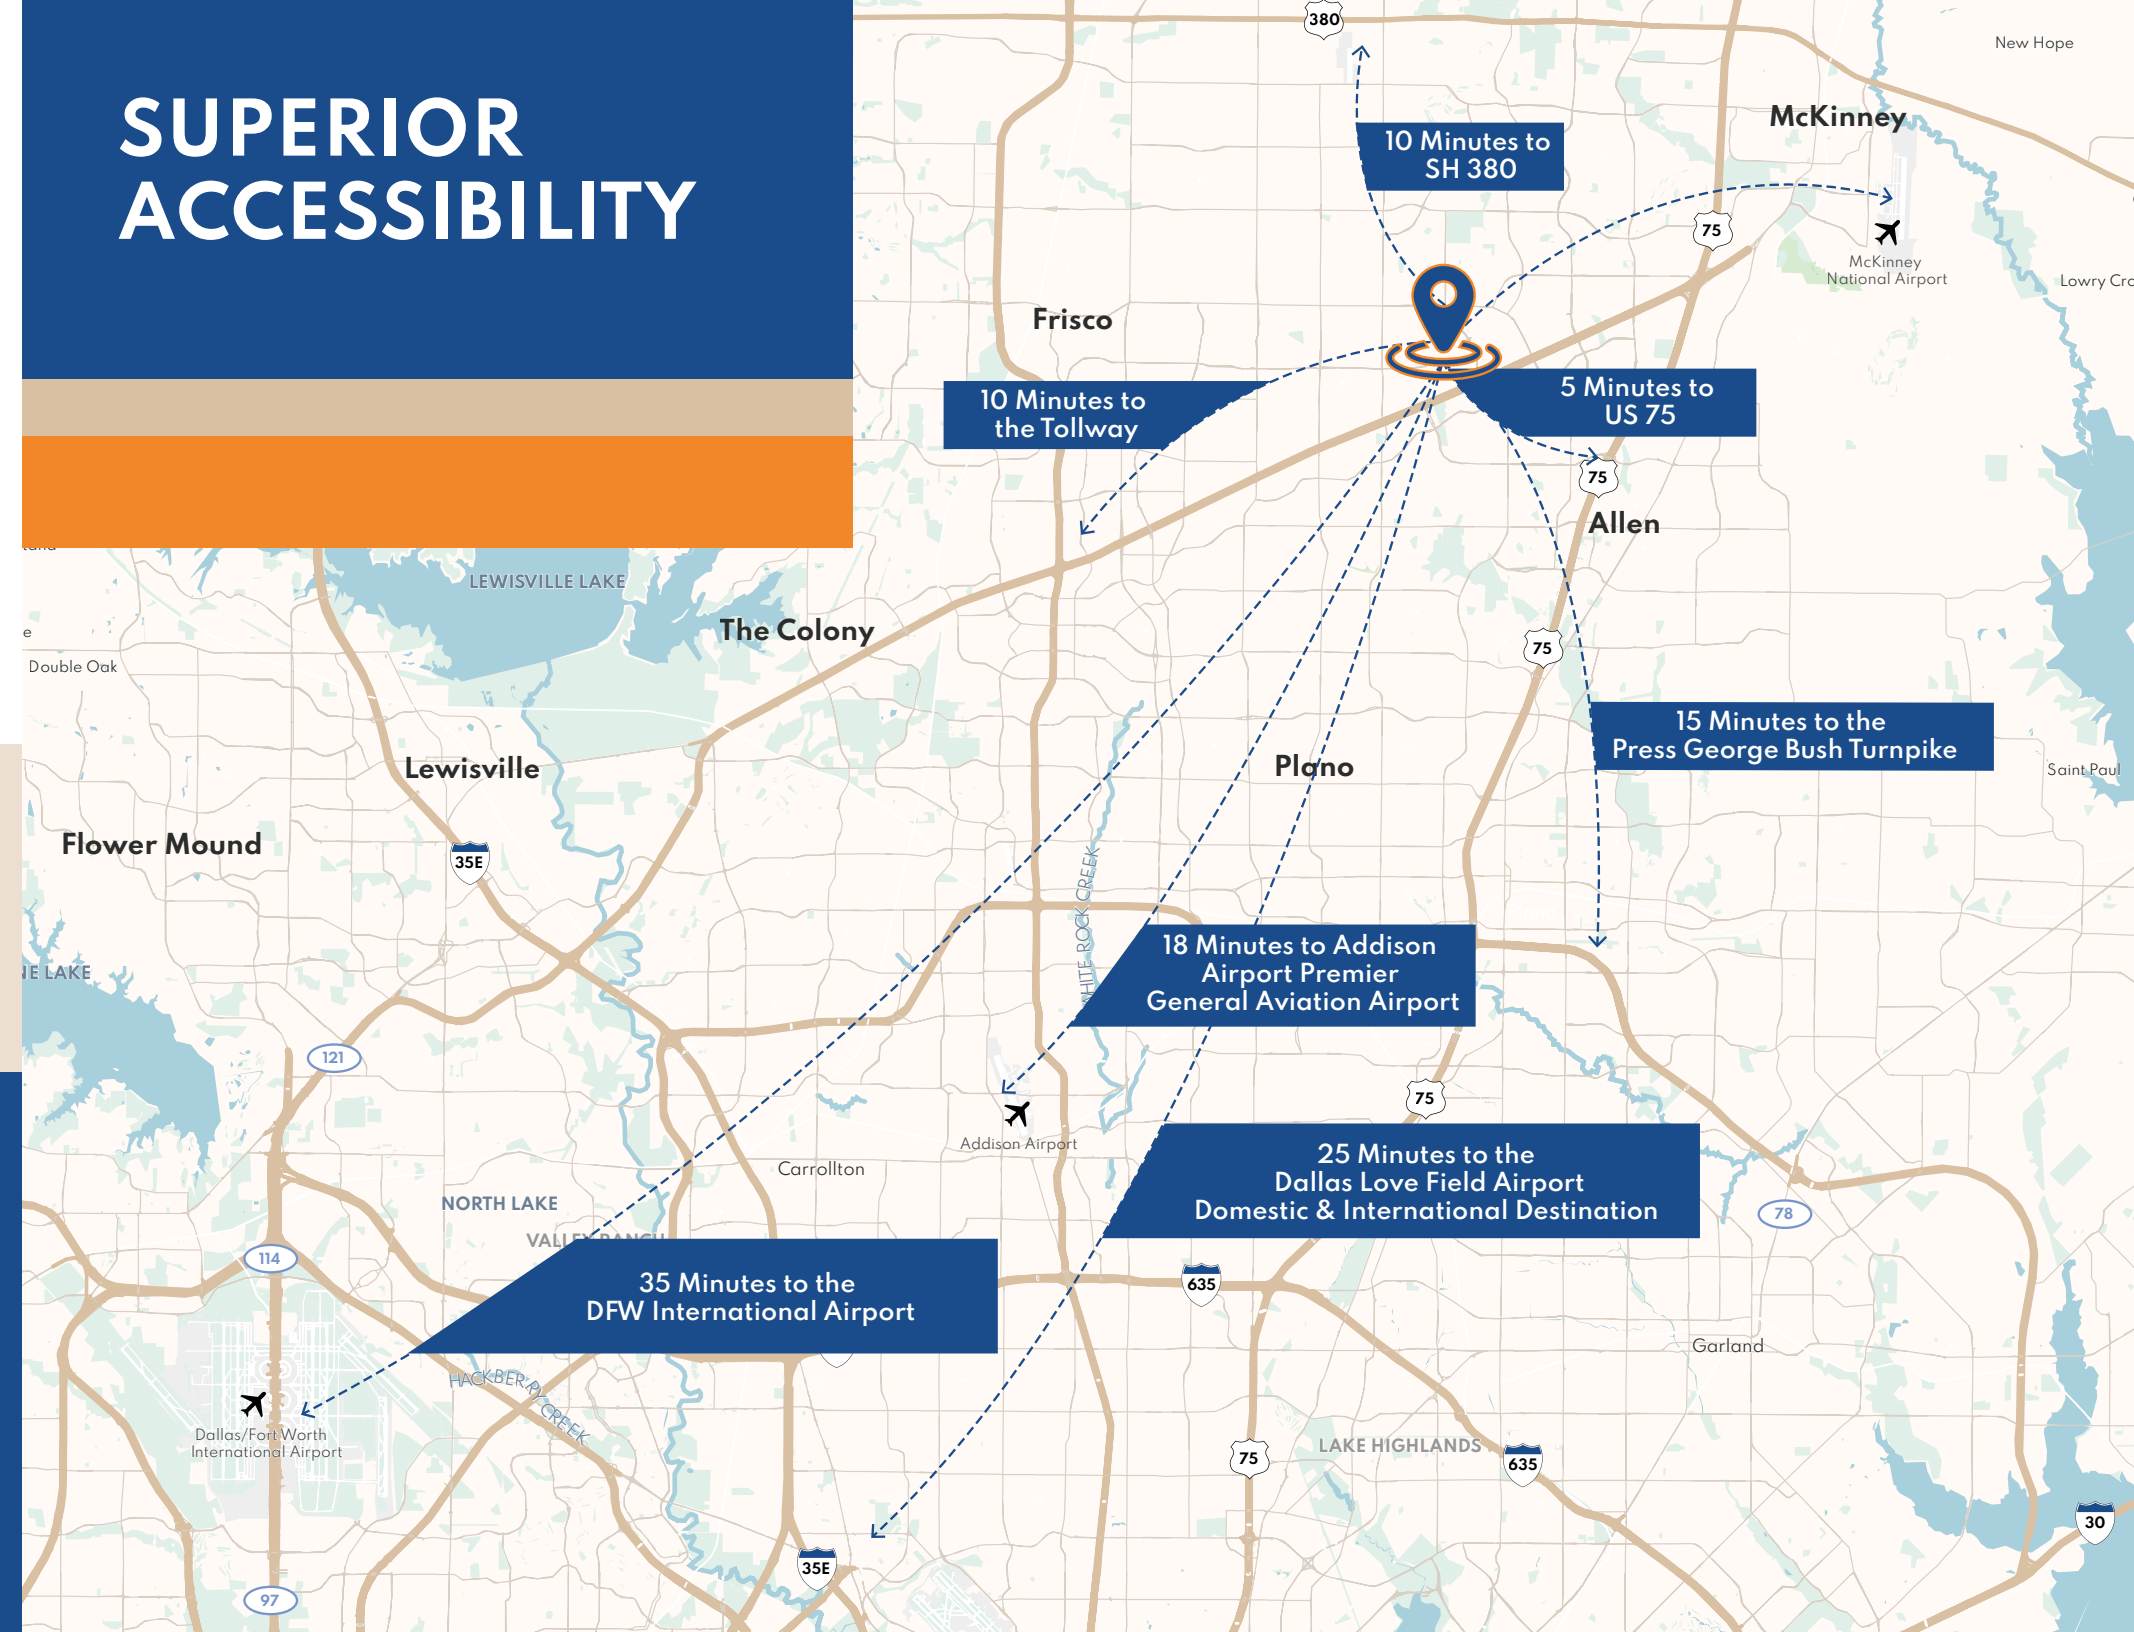 SUPERIOR
ACCESSIBILITY
380
New Hope
McKinney
10 Minutes to
SH 380
75
McKinney
National Airport
Lowry Cro
Frisco
10 Minutes to
the Tollway
5 Minutes to
US 75
75
Allen
LEWISVILLE LAKE
The Colony
e
Double Oak
75
15 Minutes to the
Press George Bush Turnpike
Saint Paul
Lewisville
Plano
Flower Mound
35E
NE LAKE
HITE ROCK CREEK
18 Minutes to Addison
Airport Premier
General Aviation Airport
121
75
Addison Airport
Carrollton
25 Minutes to the
Dallas Love Field Airport
Domestic & International Destination
NORTH LAKE
78
VALLEY RANCH
114
35 Minutes to the
DFW International Airport
635
Garland
HACKBERRY CREEK
Dallas/Fort Worth
International Airport
75
LAKE HIGHLANDS
635
30
35E
97